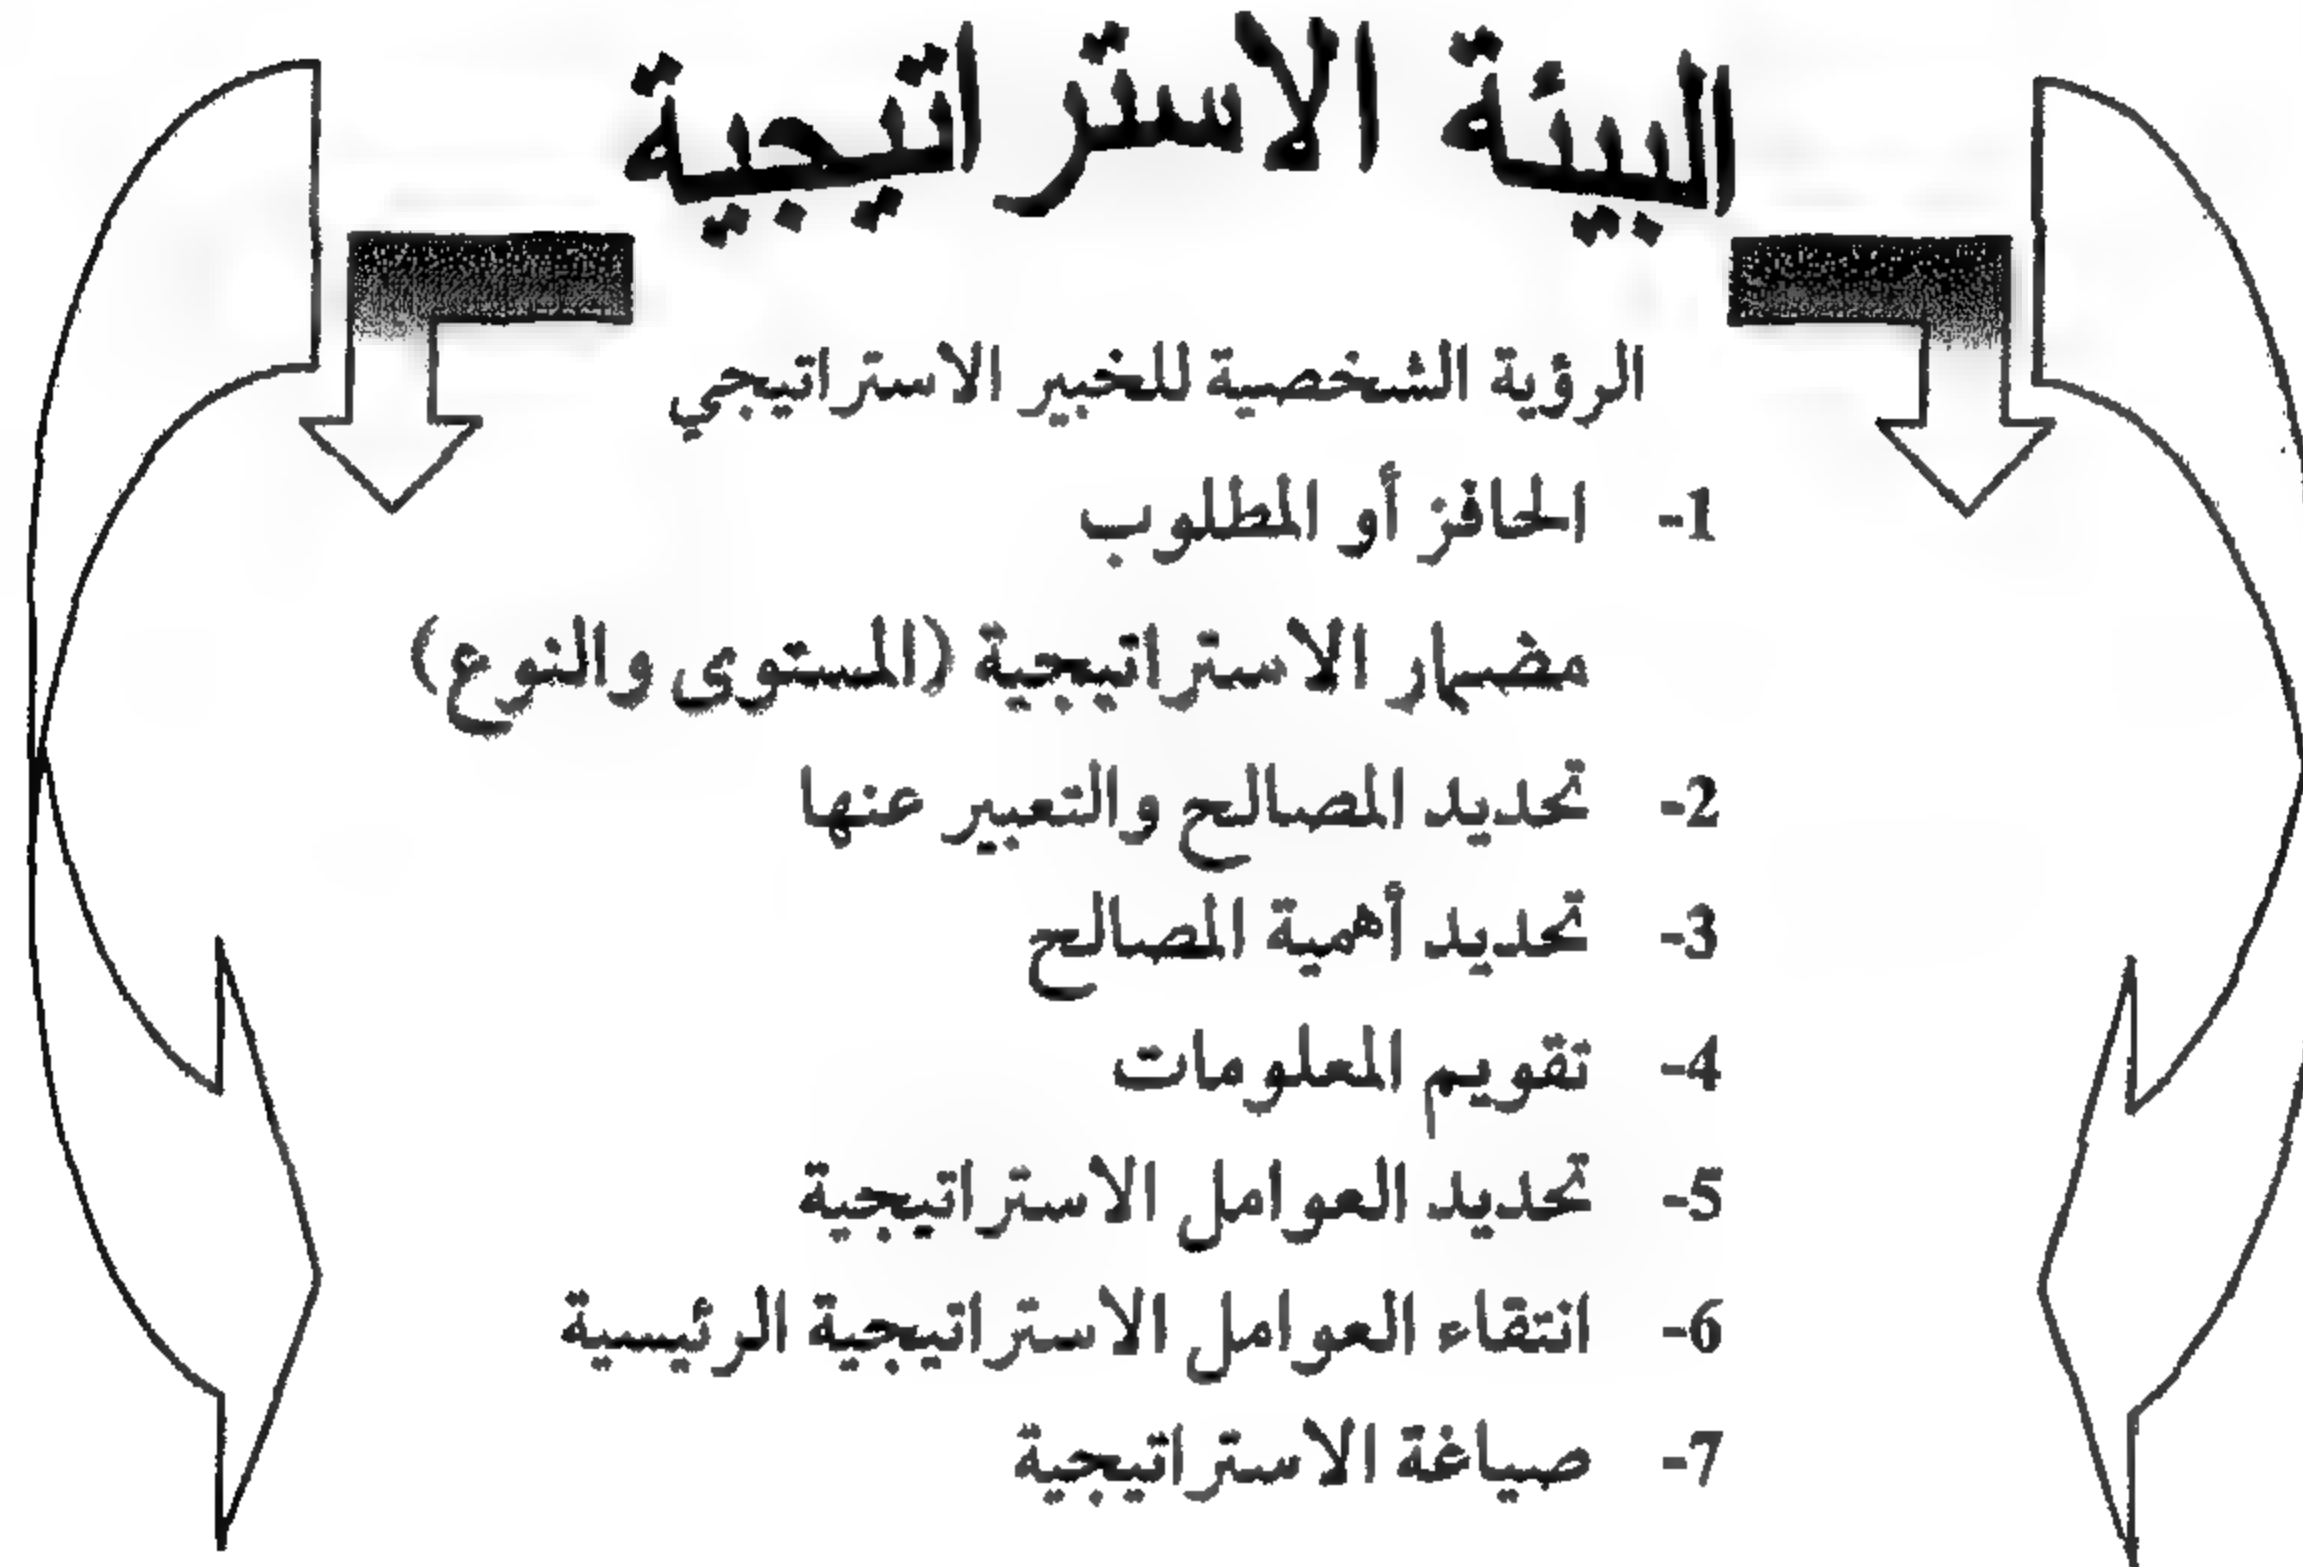 البيئة الاستراتيجية
الرؤية الشخصية للخبير الاستراتيجي
1- الحافز أو المطلوب
مضمار الاستراتيجية (المستوى والنوع)
2- تحديد المصالح والتعبير عنها
3- تحديد أهمية المصالح
4- تقويم المعلومات
5- تحديد العوامل الاستراتيجية
6- انتقاء العوامل الاستراتيجية الرئيسية
7- صياغة الاستراتيجية